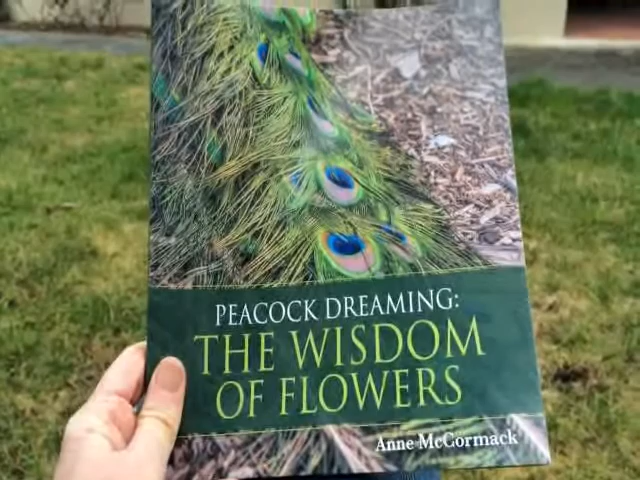 PEACOCK DREAMING:
THE WISDOM
OF FLOWERS
Anne McCormack